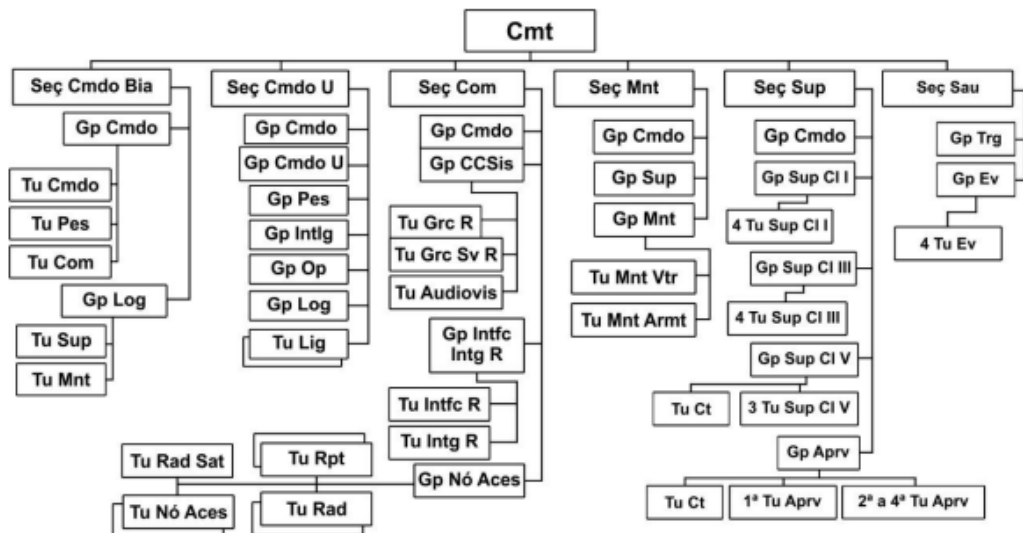 Cmt
Seç Cmdo Bia
Gp Cmdo
Tu Cmdo
Tu Pes
Tu Com
Gp Log
Tu Sup
Tu Mnt
Seç Cmdo U
Gp Cmdo
Gp Cmdo U
Gp Pes
Gp Intlg
Gp Op
Gp Log
Tu Lig
Seç Com
Gp Cmdo
Gp CCSis
Tu Grc R
Tu Grc Sv R
Tu Audiovis
Gp Intfc
Intg R
Tu Intfc R
Tu Intg R
Gp Nó Aces
Tu Rad Sat
Tu Rpt
Tu Nó Aces
Tu Rad
Seç Mnt
Gp Cmdo
Gp Sup
Gp Mnt
Tu Mnt Vtr
Tu Mnt Armt
Seç Sup
Gp Cmdo
Gp Sup Cl I
4 Tu Sup Cl I
Gp Sup Cl III
4 Tu Sup Cl III
Gp Sup Cl V
Tu Ct
3 Tu Sup Cl V
Gp Aprv
Tu Ct
1ª Tu Aprv
2ª a 4ª Tu Aprv
Seç Sau
Gp Trg
Gp Ev
4 Tu Ev